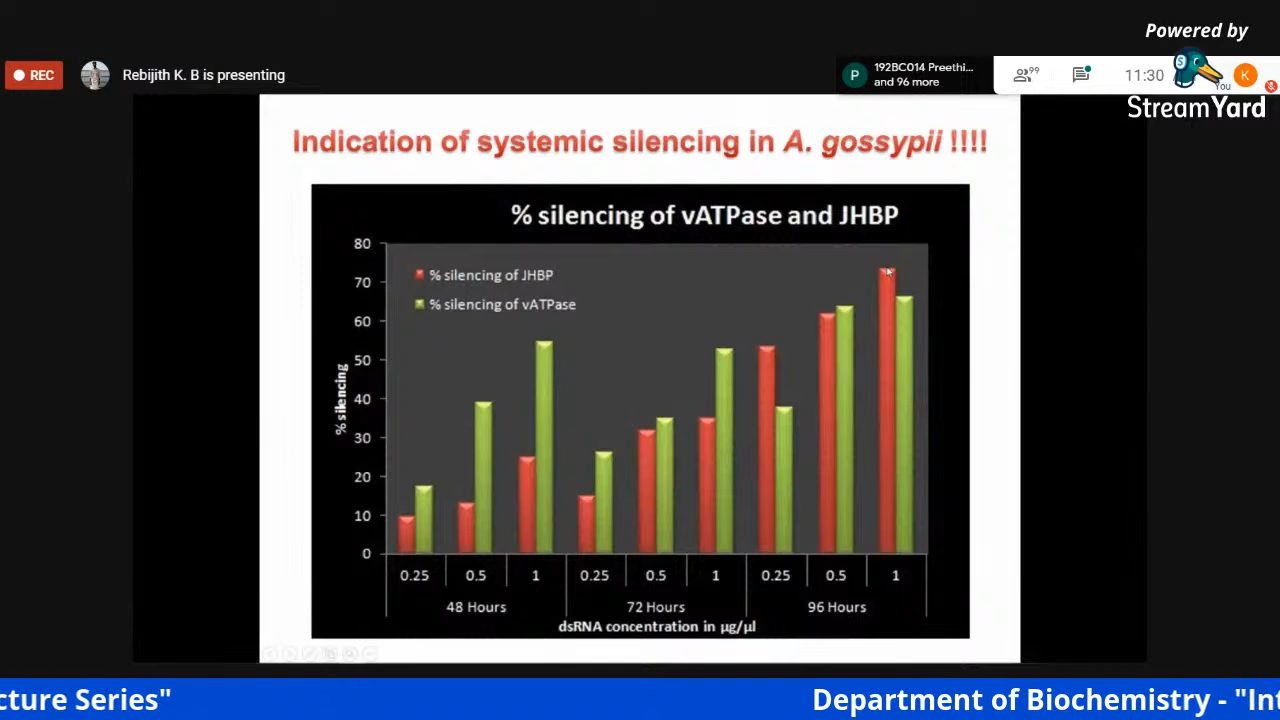 Powered by
StreamYard
REC
Rebijith K. B is presenting
P
192BC014 Preethi...
and 96 more
99
11:30
You
K
S
Indication of systemic silencing in A. gossypii !!!!
% silencing of vATPase and JHBP
% silencing of JHBP
% silencing of vATPase
% silencing
80
70
60
50
40
30
20
10
0
0.25 0.5 1 0.25 0.5 1 0.25 0.5 1
48 Hours 72 Hours 96 Hours
dsRNA concentration in µg/µl
cture Series" Department of Biochemistry - "Int